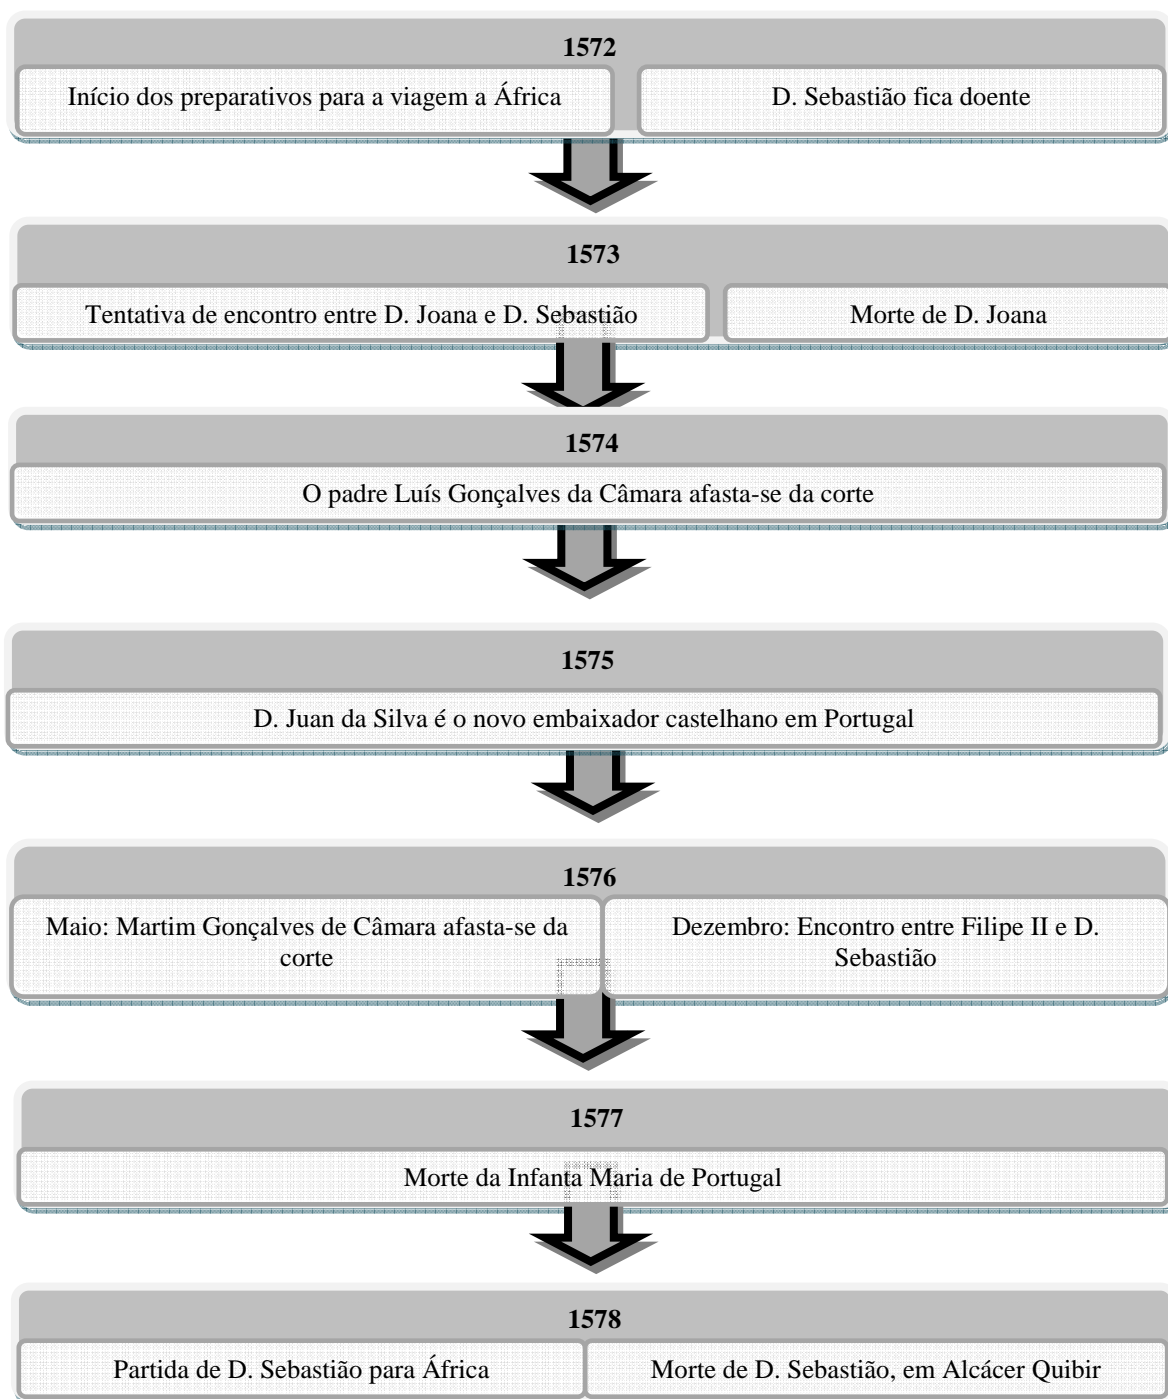 1572
Início dos preparativos para a viagem a África
D. Sebastião fica doente
1573
Tentativa de encontro entre D. Joana e D. Sebastião
Morte de D. Joana
1574
O padre Luís Gonçalves da Câmara afasta-se da corte
1575
D. Juan da Silva é o novo embaixador castelhano em Portugal
1576
Maio: Martim Gonçalves de Câmara afasta-se da
corte
Dezembro: Encontro entre Filipe II e D.
Sebastião
1577
Morte da Infanta Maria de Portugal
1578
Partida de D. Sebastião para África
Morte de D. Sebastião, em Alcácer Quibir